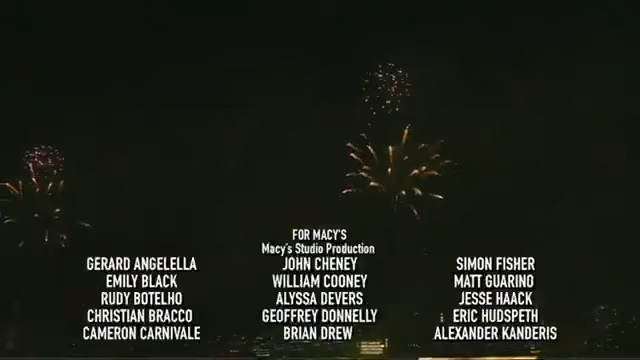 FOR MACY'S
Macy's Studio Production
GERARD ANGELELLA
EMILY BLACK
RUDY BOTELHO
CHRISTIAN BRACCO
CAMERON CARNIVALE
JOHN CHENEY
WILLIAM COONEY
ALYSSA DEVERS
GEOFFREY DONNELLY
BRIAN DREW
SIMON FISHER
MATT GUARINO
JESSE HAACK
ERIC HUDSPETH
ALEXANDER KANDERIS